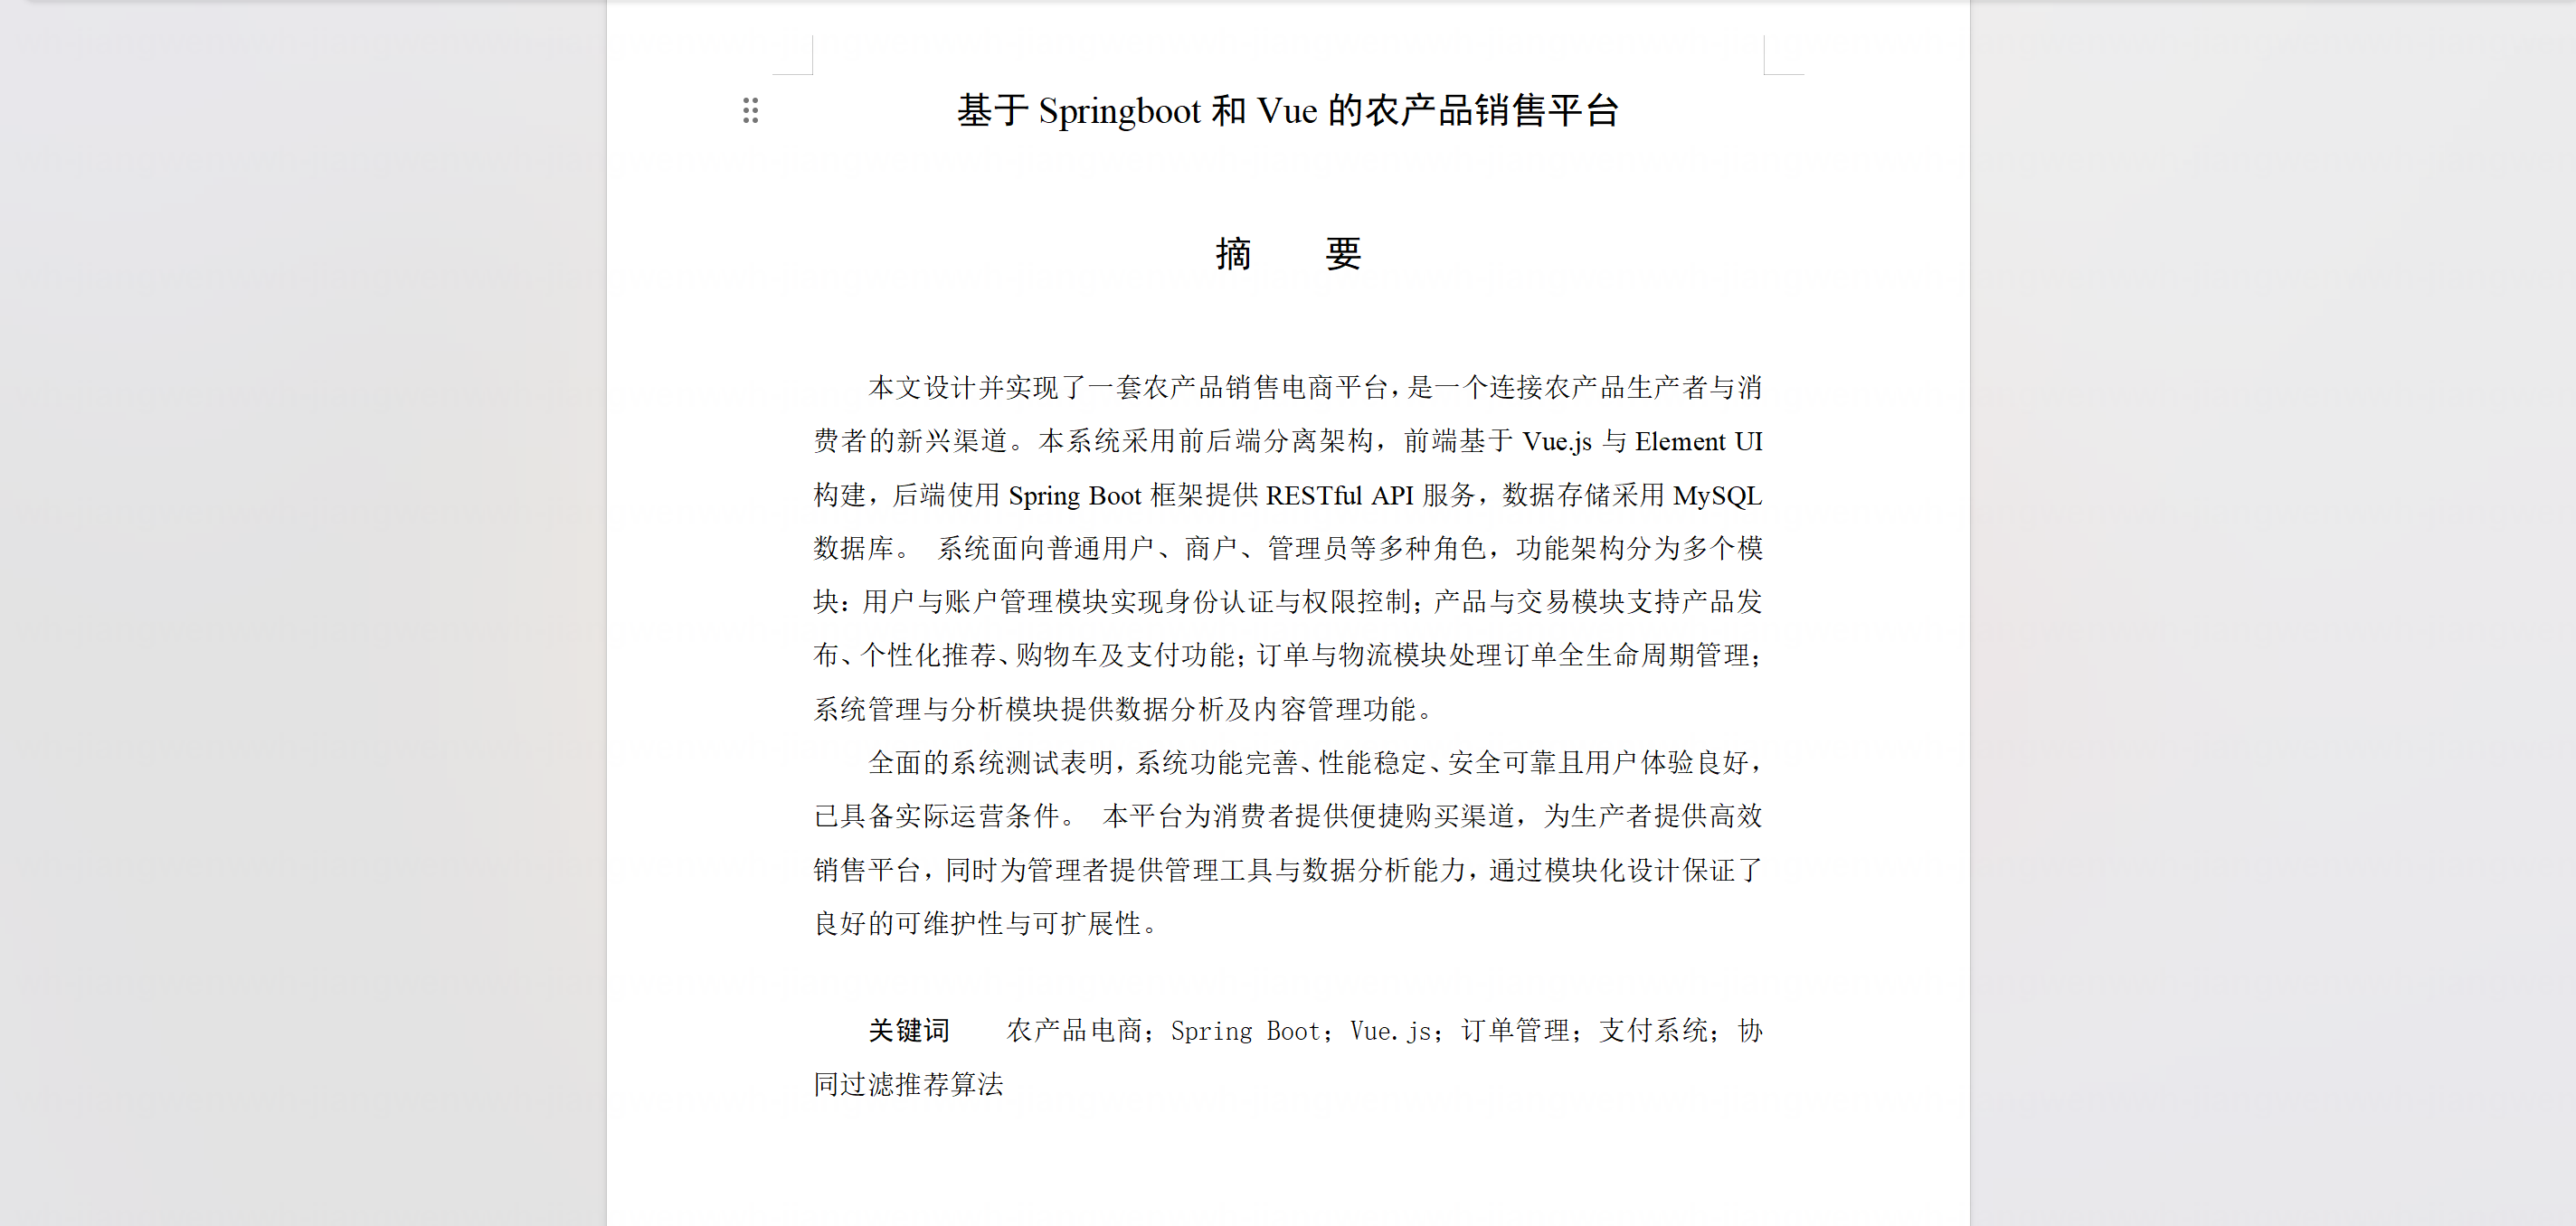 基于 Springboot 和 Vue 的农产品销售平台
摘　　要
本文设计并实现了一套农产品销售电商平台，是一个连接农产品生产者与消
费者的新兴渠道。本系统采用前后端分离架构，前端基于 Vue.js 与 Element UI
构建，后端使用 Spring Boot 框架提供 RESTful API 服务，数据存储采用 MySQL
数据库。 系统面向普通用户、商户、管理员等多种角色，功能架构分为多个模
块：用户与账户管理模块实现身份认证与权限控制；产品与交易模块支持产品发
布、个性化推荐、购物车及支付功能；订单与物流模块处理订单全生命周期管理；
系统管理与分析模块提供数据分析及内容管理功能。
全面的系统测试表明，系统功能完善、性能稳定、安全可靠且用户体验良好，
已具备实际运营条件。 本平台为消费者提供便捷购买渠道，为生产者提供高效
销售平台，同时为管理者提供管理工具与数据分析能力，通过模块化设计保证了
良好的可维护性与可扩展性。
关键词　　农产品电商；Spring Boot；Vue.js；订单管理；支付系统；协
同过滤推荐算法